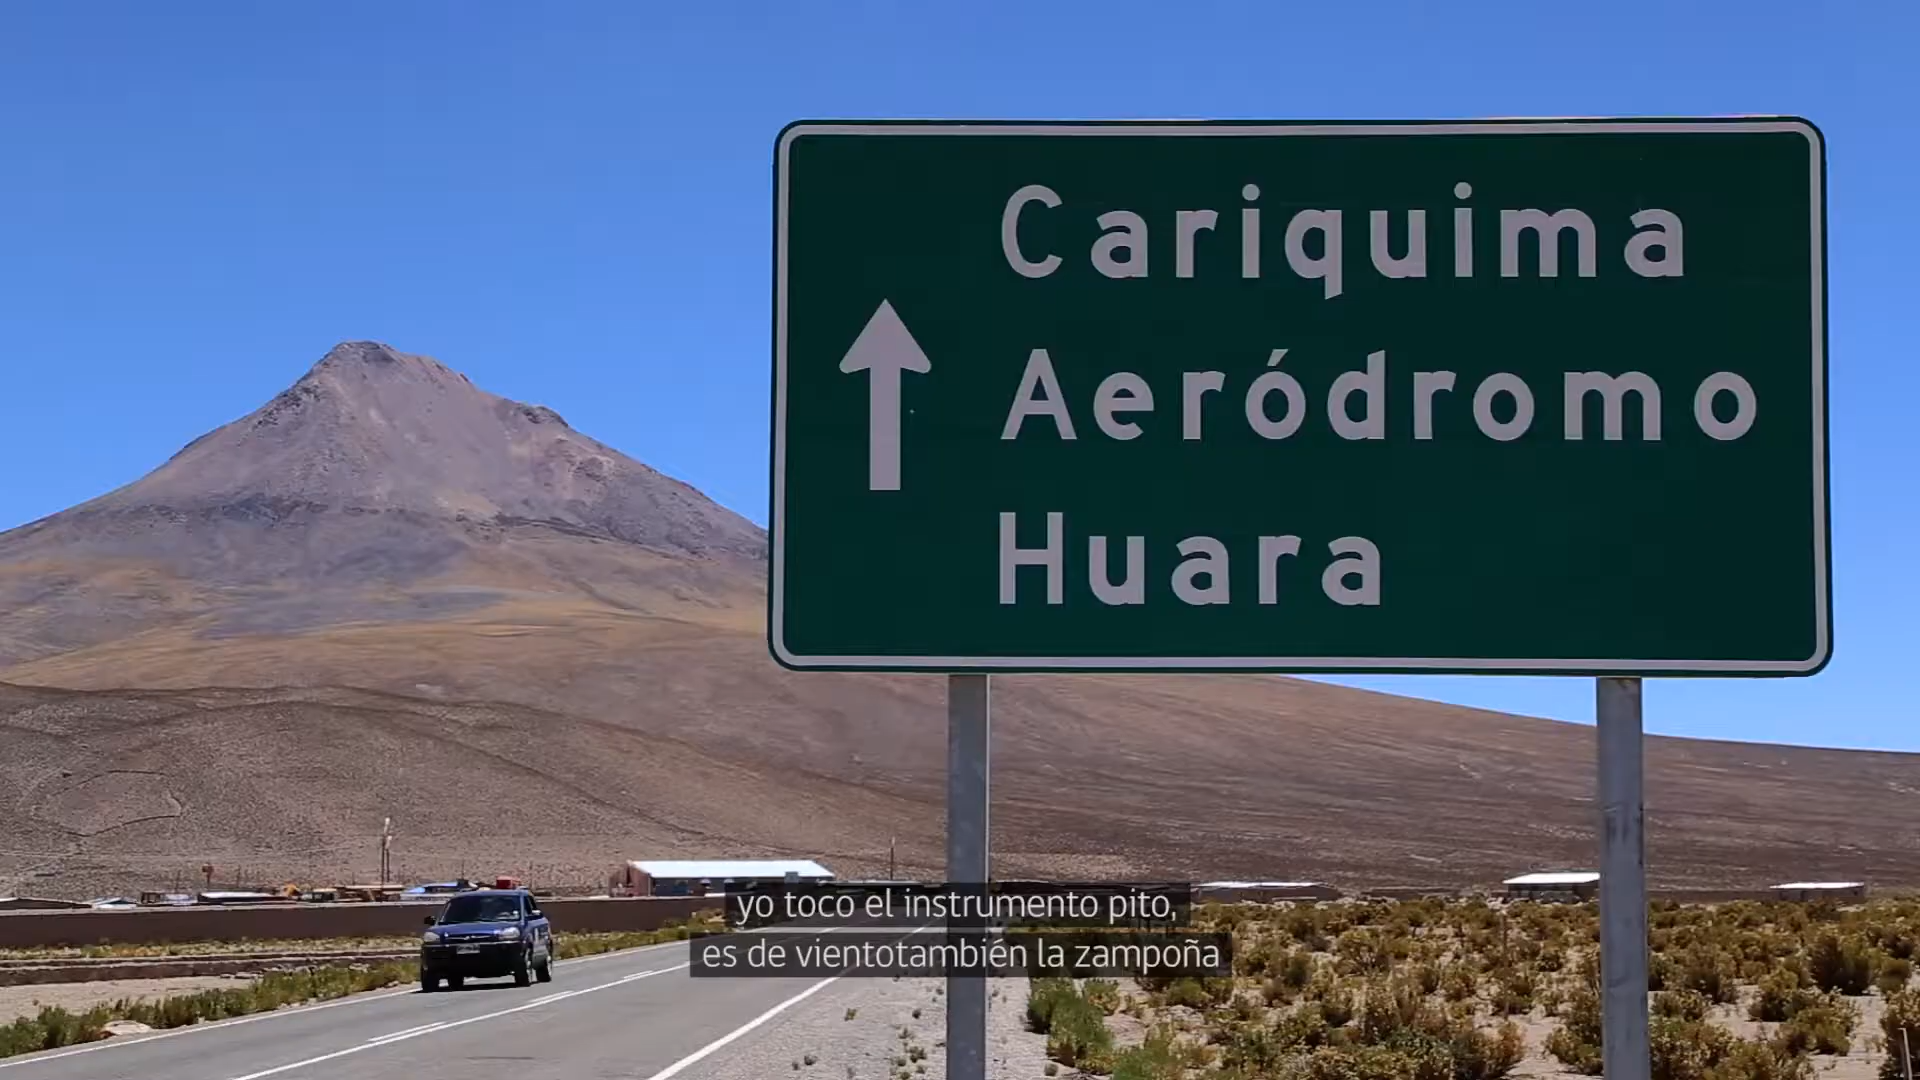 Cariquima
Aeródromo
Huara
yo toco el instrumento pito,
es de vientotambién la zampoña